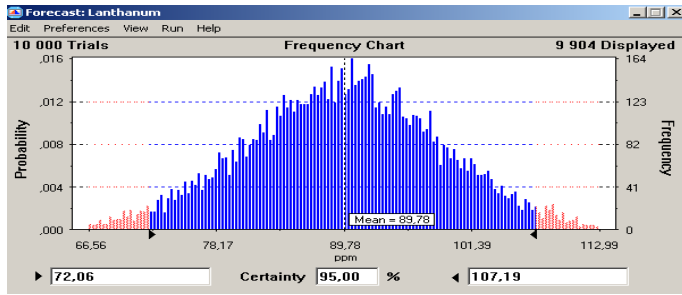 Forecast: Lanthanum
Edit Preferences View Run Help
10 000 Trials Frequency Chart 9 904 Displayed
,016 164
,012 123
Probability ,008 82 Frequency
,004 41
Mean = 89,78
,000 0
66,56 78,17 89,78 101,39 112,99
ppm
72,06 Certainty 95,00 % 107,19